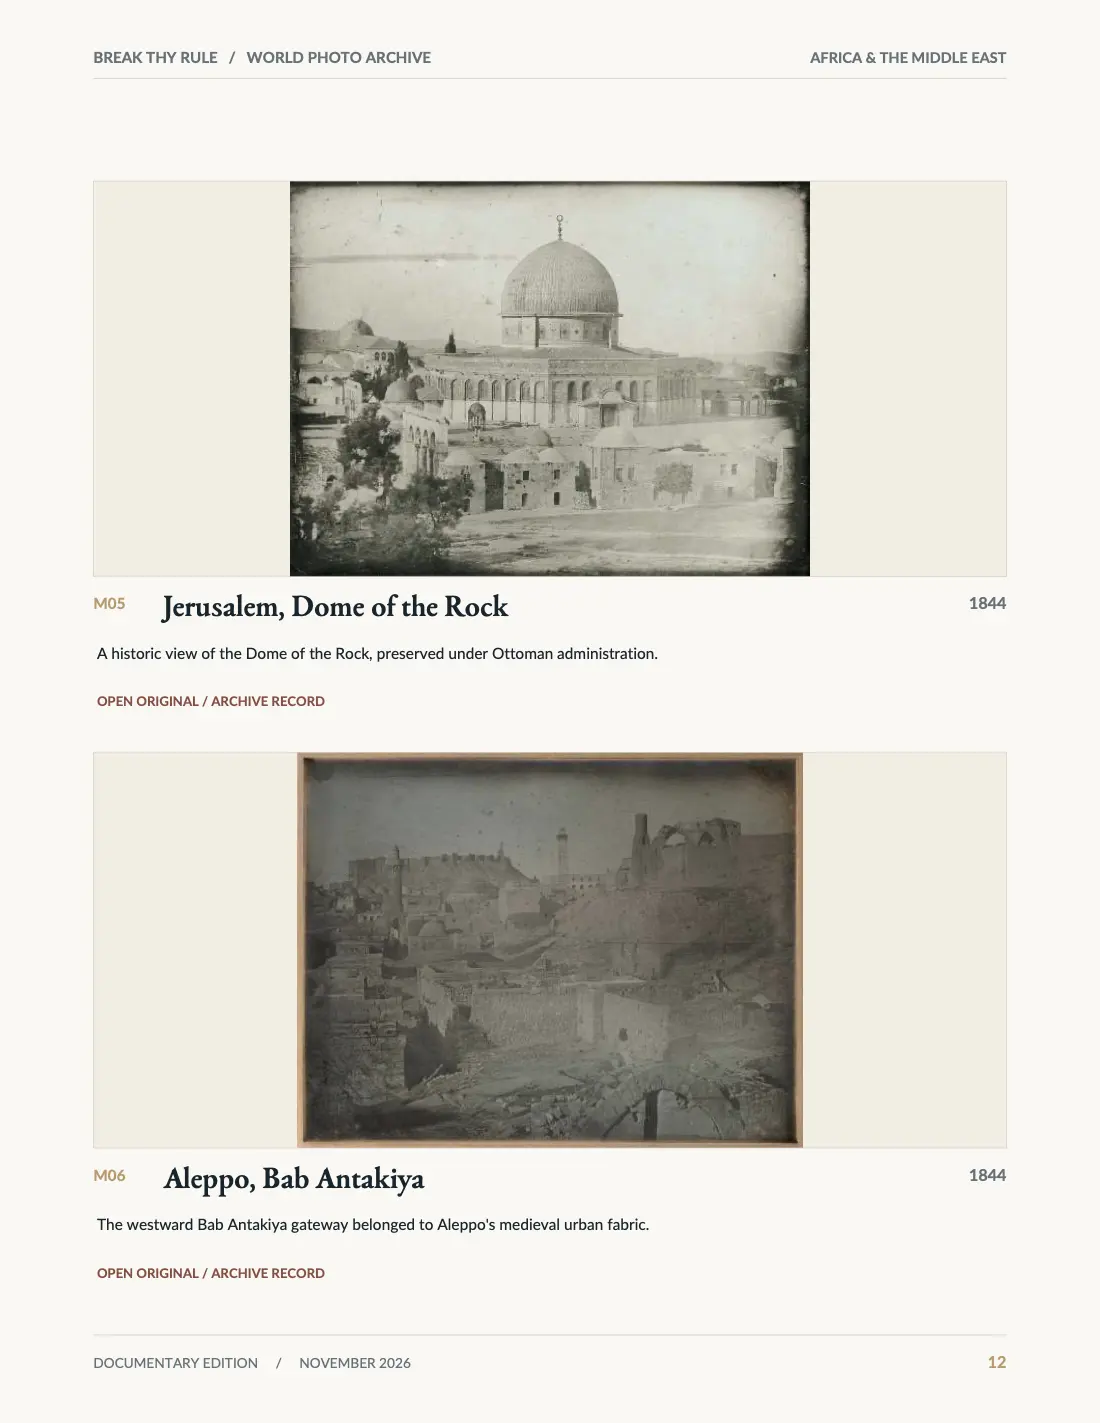 BREAK THY RULE / WORLD PHOTO ARCHIVE
AFRICA & THE MIDDLE EAST
M05 Jerusalem, Dome of the Rock 1844
A historic view of the Dome of the Rock, preserved under Ottoman administration.
OPEN ORIGINAL / ARCHIVE RECORD
M06 Aleppo, Bab Antakiya 1844
The westward Bab Antakiya gateway belonged to Aleppo's medieval urban fabric.
OPEN ORIGINAL / ARCHIVE RECORD
DOCUMENTARY EDITION / NOVEMBER 2026
12